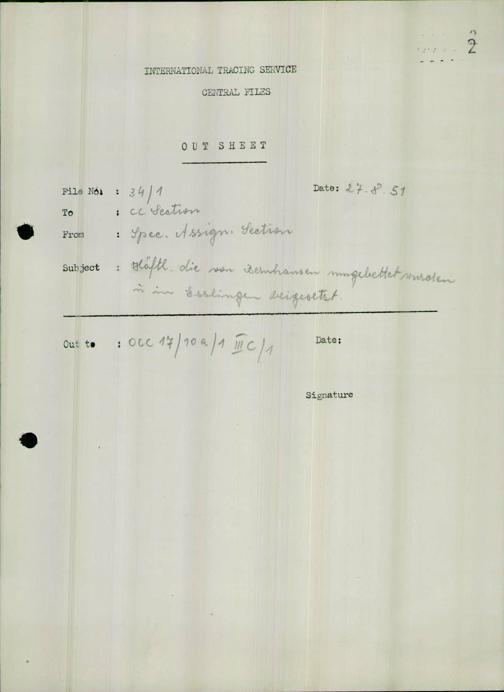 2
INTERNATIONAL TRACING SERVICE
CENTRAL FILES
OUT SHEET
File No: : 34/1 Date: 27.8.51
To : CC Section
From : Spec. Assign. Section
Subject : Häftl. die von Bernhausen umgebettet wurden
u in Esslingen beigesetzt.
Out to : OCC 17/10a/1 III C/1 Date:
Signature